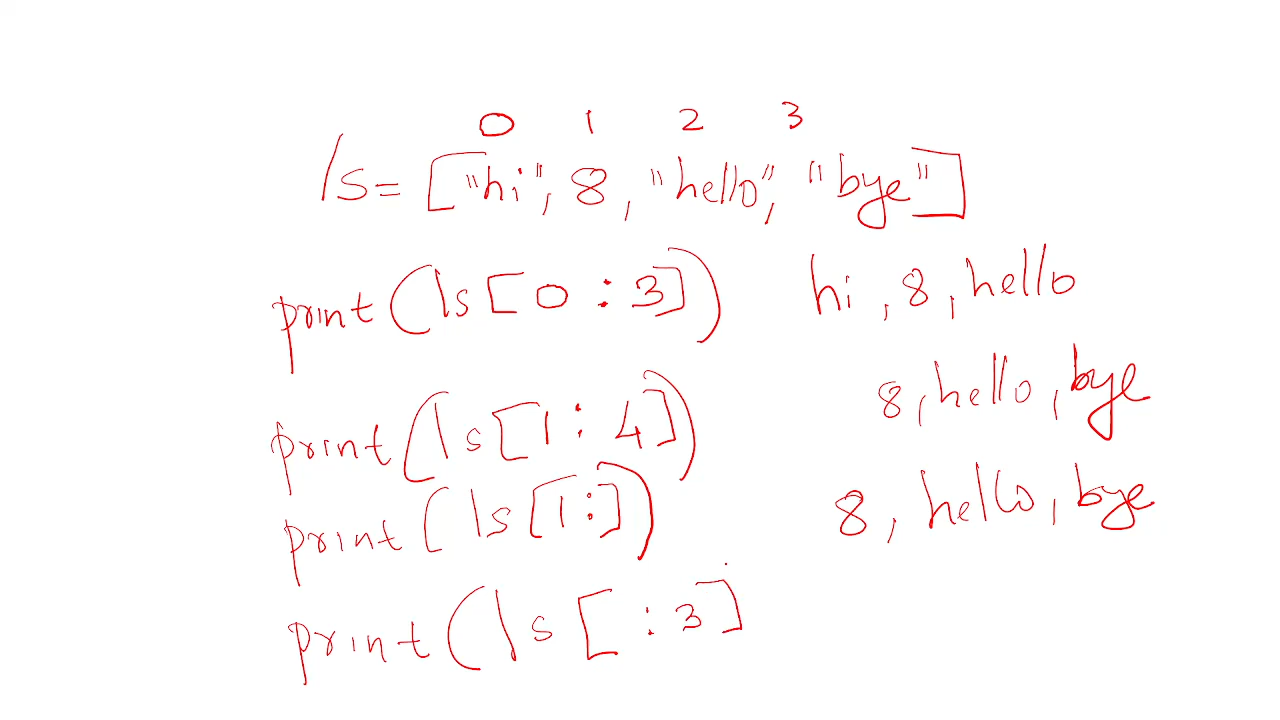 0 1 2 3
ls = ["hi", 8, "hello", "bye"]
print (ls[0 : 3]) hi , 8 , hello
print (ls[1 : 4]) 8 , hello , bye
print (ls[1:]) 8 , hello , bye
print (ls[ : 3]